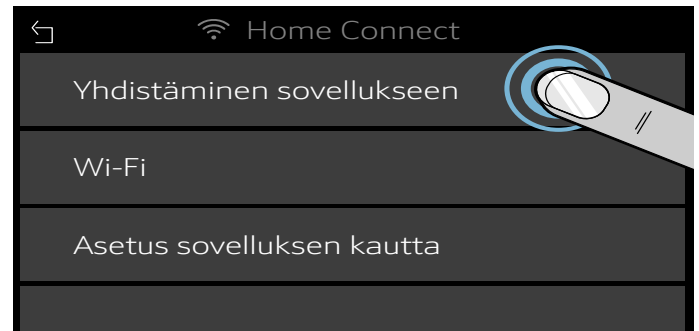 Home Connect
Yhdistäminen sovellukseen
Wi-Fi
Asetus sovelluksen kautta